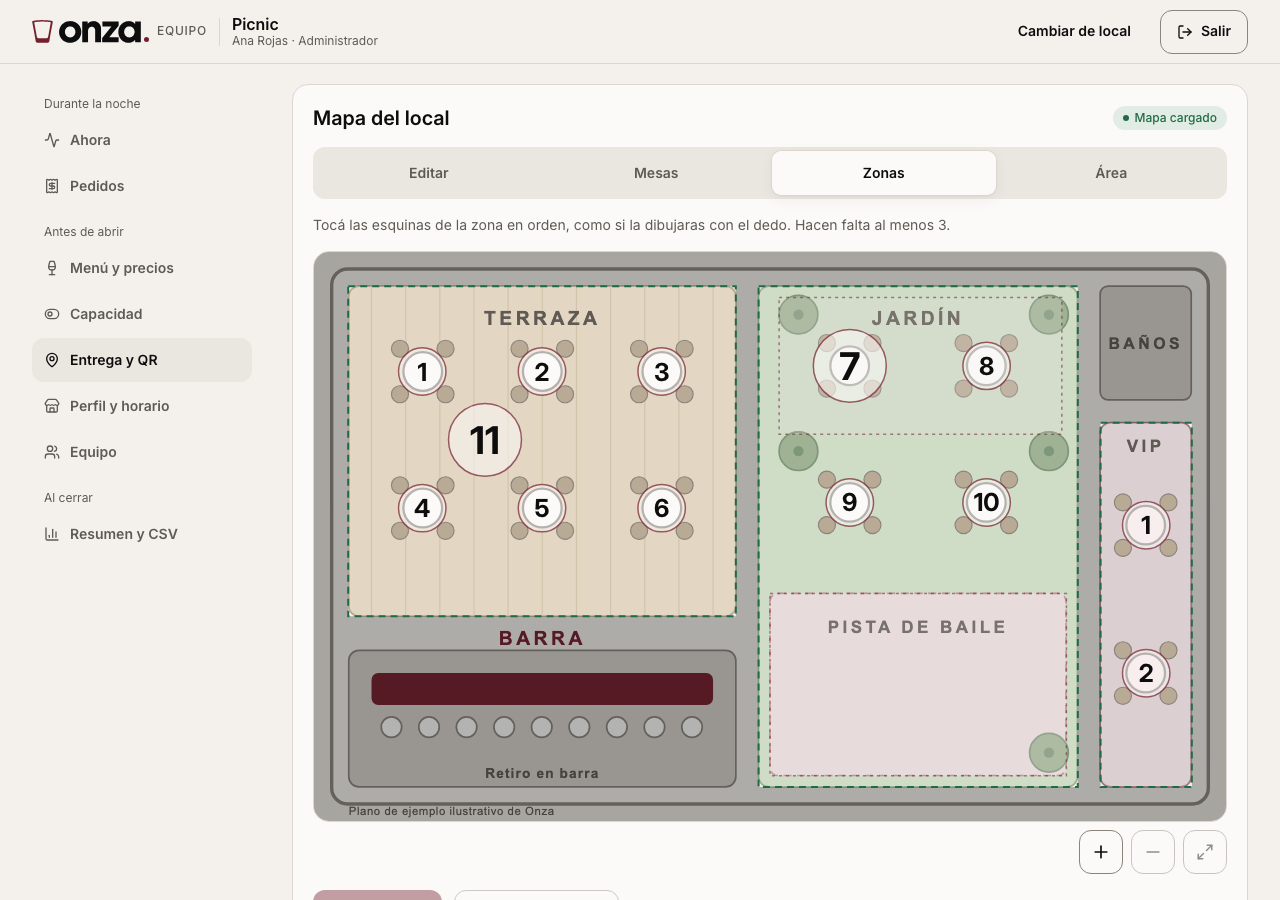 onza. EQUIPO
Picnic
Ana Rojas · Administrador
Cambiar de local
Salir
Durante la noche
Ahora
Pedidos
Antes de abrir
Menú y precios
Capacidad
Entrega y QR
Perfil y horario
Equipo
Al cerrar
Resumen y CSV
Mapa del local
Mapa cargado
Editar
Mesas
Zonas
Área
Tocá las esquinas de la zona en orden, como si la dibujaras con el dedo. Hacen falta al menos 3.
TERRAZA
1
2
3
11
4
5
6
BARRA
Retiro en barra
JARDÍN
7
8
9
10
PISTA DE BAILE
BAÑOS
VIP
1
2
Plano de ejemplo ilustrativo de Onza